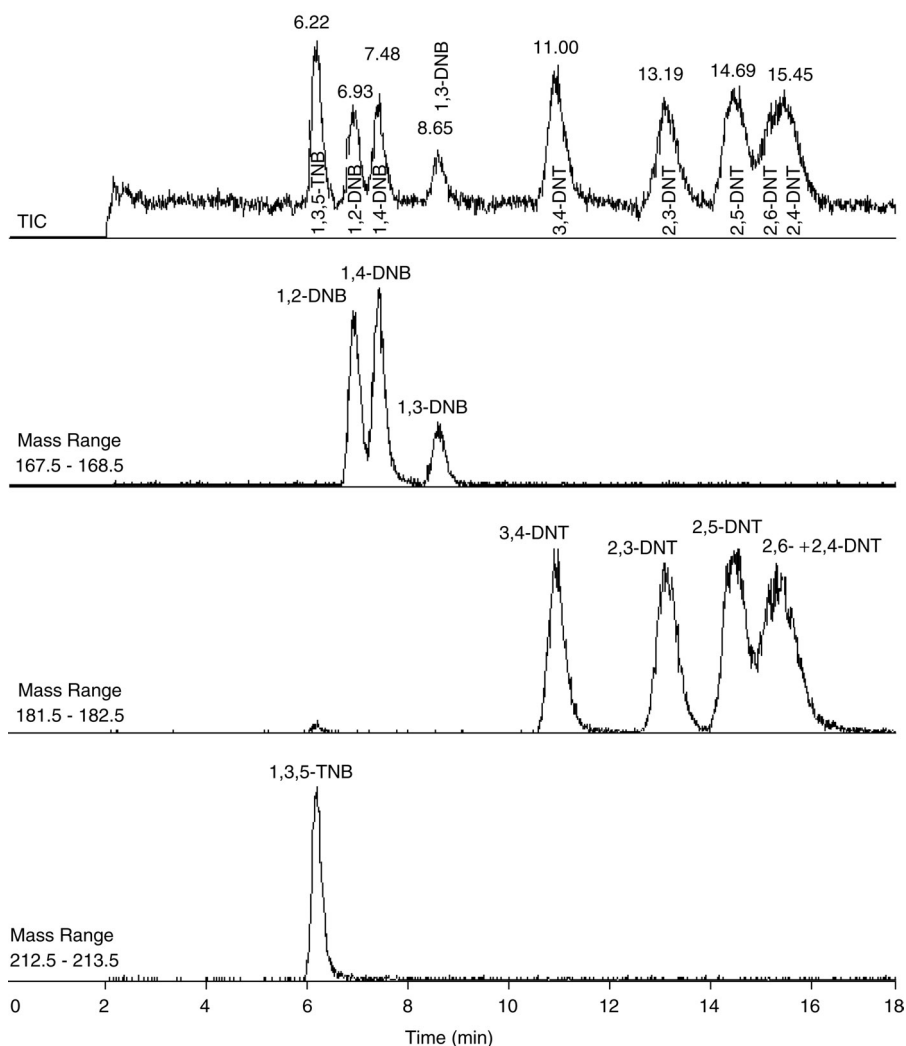 6.22
6.93
7.48
8.65
1,3-DNB
11.00
13.19
14.69
15.45
1,3,5-TNB
1,2-DNB
1,4-DNB
3,4-DNT
2,3-DNT
2,5-DNT
2,6-DNT
2,4-DNT
TIC
1,2-DNB
1,4-DNB
1,3-DNB
Mass Range
167.5 - 168.5
3,4-DNT
2,3-DNT
2,5-DNT
2,6- +2,4-DNT
Mass Range
181.5 - 182.5
1,3,5-TNB
Mass Range
212.5 - 213.5
0 2 4 6 8 10 12 14 16 18
Time (min)